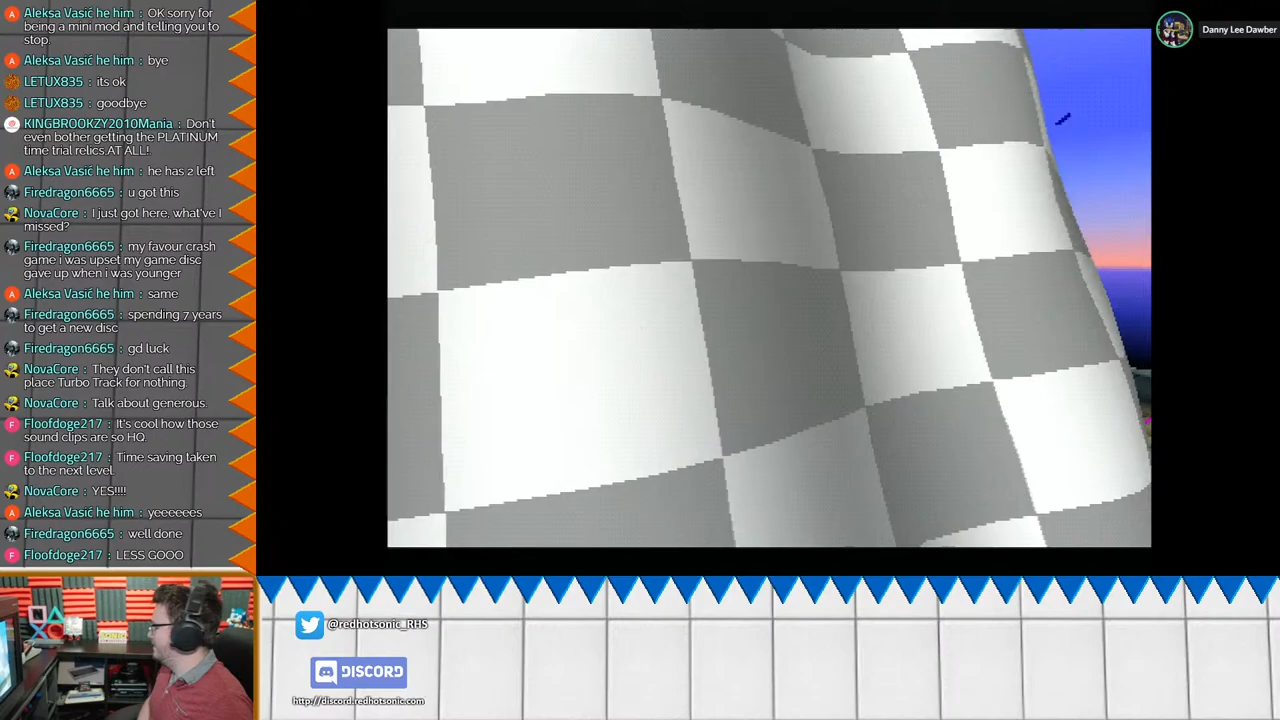 Aleksa Vasić he him : OK sorry for
being a mini mod and telling you to
stop.
Aleksa Vasić he him : bye
LETUX835 : its ok
LETUX835 : goodbye
KINGBROOKZY2010Mania : Don't
even bother getting the PLATINUM
time trial relics.AT ALL!
Aleksa Vasić he him : he has 2 left
Firedragon6665 : u got this
NovaCore : I just got here, what've I
missed?
Firedragon6665 : my favour crash
game i was upset my game disc
gave up when i was younger
Aleksa Vasić he him : same
Firedragon6665 : spending 7 years
to get a new disc
Firedragon6665 : gd luck
NovaCore : They don't call this
place Turbo Track for nothing.
NovaCore : Talk about generous.
Floofdoge217 : It's cool how those
sound clips are so HQ.
Floofdoge217 : Time saving taken
to the next level.
NovaCore : YES!!!!
Aleksa Vasić he him : yeeeeees
Firedragon6665 : well done
Floofdoge217 : LESS GOOO
Danny Lee Dawber
@redhotsonic_RHS
DISCORD
http://discord.redhotsonic.com